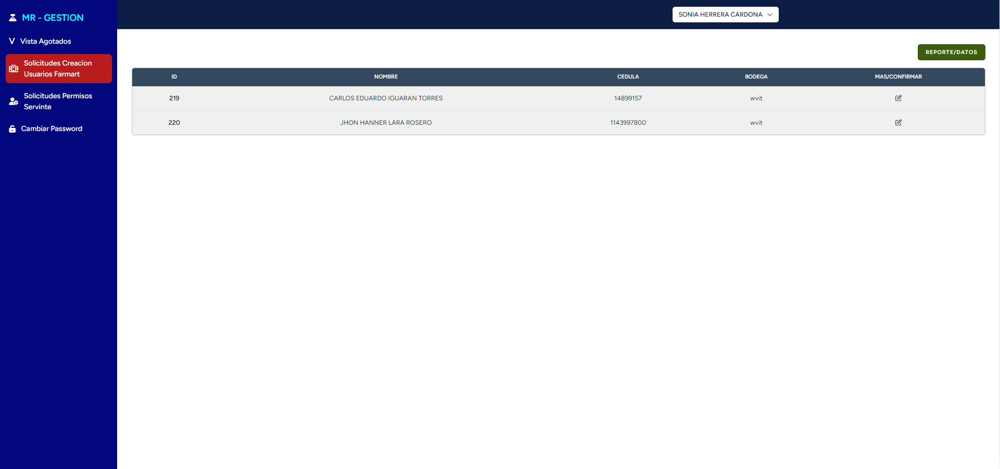 MR - GESTION
V Vista Agotados
Solicitudes Creacion
Usuarios Farmart
Solicitudes Permisos
Servinte
Cambiar Password
SONIA HERRERA CARDONA
REPORTE/DATOS
ID NOMBRE CEDULA BODEGA MAS/CONFIRMAR
219 CARLOS EDUARDO IGUARAN TORRES 14899157 wvit
220 JHON HANNER LARA ROSERO 1143997800 wvit